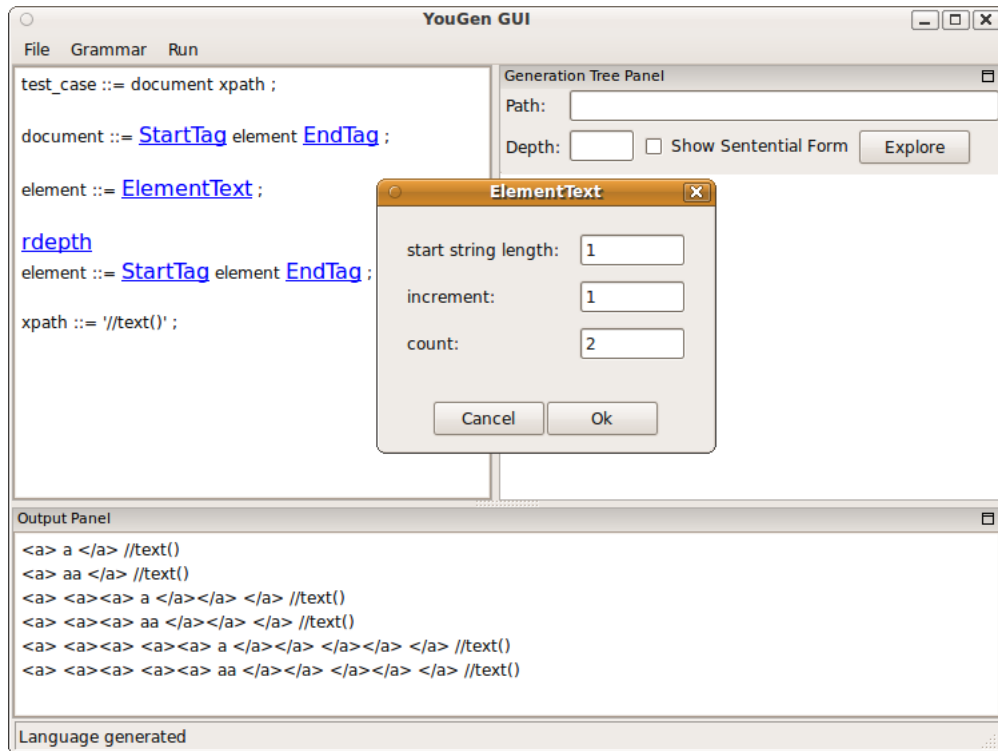 YouGen GUI
File Grammar Run
test_case ::= document xpath ;
document ::= StartTag element EndTag ;
element ::= ElementText ;
rdepth
element ::= StartTag element EndTag ;
xpath ::= '//text()' ;
Generation Tree Panel
Path:
Depth: Show Sentential Form Explore
ElementText
start string length: 1
increment: 1
count: 2
Cancel Ok
Output Panel
<a> a </a> //text()
<a> aa </a> //text()
<a> <a><a> a </a></a> </a> //text()
<a> <a><a> aa </a></a> </a> //text()
<a> <a><a> <a><a> a </a></a> </a></a> </a> //text()
<a> <a><a> <a><a> aa </a></a> </a></a> </a> //text()
Language generated